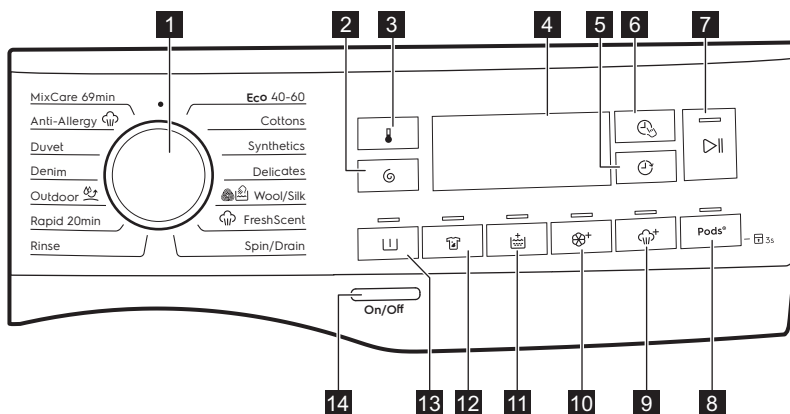 1
2
3
4
5
6
7
MixCare 69min
Anti-Allergy
Duvet
Denim
Outdoor
Rapid 20min
Rinse
Eco 40-60
Cottons
Synthetics
Delicates
Wool/Silk
FreshScent
Spin/Drain
Pods®
3s
On/Off
14
13
12
11
10
9
8